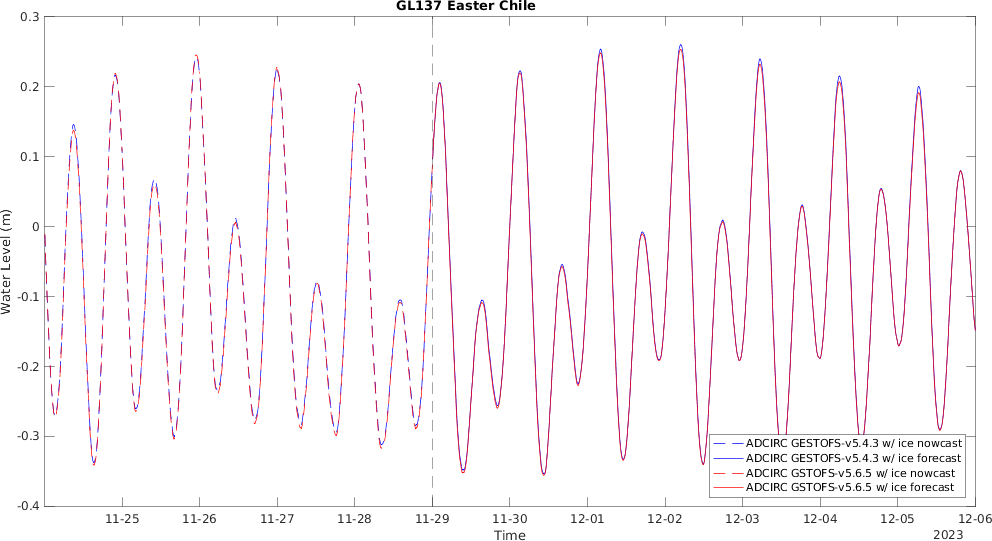 GL137 Easter Chile
0.3
0.2
0.1
0
-0.1
-0.2
-0.3
-0.4
Water Level (m)
ADCIRC GESTOFS-v5.4.3 w/ ice nowcast
ADCIRC GESTOFS-v5.4.3 w/ ice forecast
ADCIRC GSTOFS-v5.6.5 w/ ice nowcast
ADCIRC GSTOFS-v5.6.5 w/ ice forecast
11-25 11-26 11-27 11-28 11-29 11-30 12-01 12-02 12-03 12-04 12-05 12-06
Time
2023